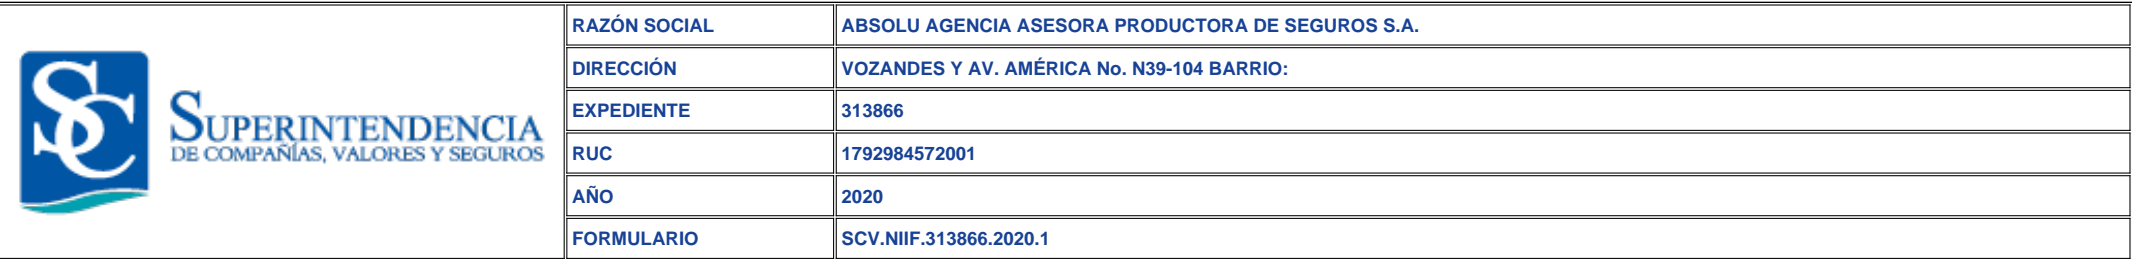 SC
SUPERINTENDENCIA
DE COMPAÑÍAS, VALORES Y SEGUROS
RAZÓN SOCIAL ABSOLU AGENCIA ASESORA PRODUCTORA DE SEGUROS S.A.
DIRECCIÓN VOZANDES Y AV. AMÉRICA No. N39-104 BARRIO:
EXPEDIENTE 313866
RUC 1792984572001
AÑO 2020
FORMULARIO SCV.NIIF.313866.2020.1